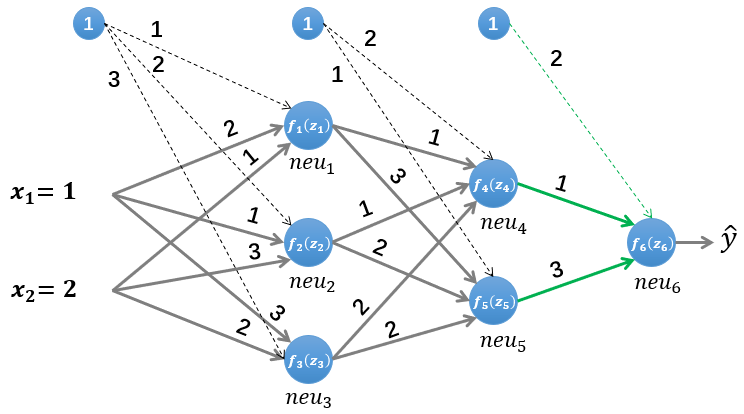 1 1 1
1 2 2
2 1
3
2 f₁(z₁) 1
1 neu₁ 3 f₄(z₄) 1
x₁= 1
1 1 neu₄
3 f₂(z₂) 2 f₆(z₆) ŷ
x₂= 2
neu₂ 3 neu₆
3 2 f₅(z₅)
2 2 neu₅
f₃(z₃)
neu₃